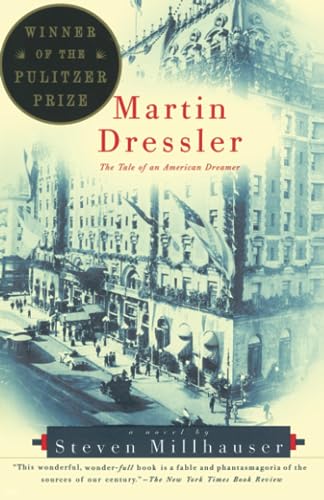 WINNER
OF THE
PULITZER
PRIZE
Martin
Dressler
The Tale of an American Dreamer
a novel by
Steven Millhauser
"This wonderful, wonder-full book is a fable and phantasmagoria of the
sources of our century."—The New York Times Book Review